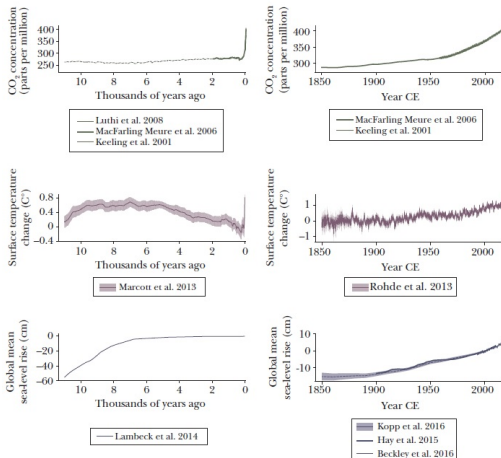 CO2 concentration
(parts per million)
400
350
300
250
10
8
6
4
2
0
Thousands of years ago
Luthi et al. 2008
MacFarling Meure et al. 2006
Keeling et al. 2001
CO2 concentration
(parts per million)
400
350
300
1850
1900
1950
2000
Year CE
MacFarling Meure et al. 2006
Keeling et al. 2001
Surface temperature
change (C°)
0.8
0.4
0
−0.4
10
8
6
4
2
0
Thousands of years ago
Marcott et al. 2013
Surface temperature
change (C°)
1
0
−1
1850
1900
1950
2000
Year CE
Rohde et al. 2013
Global mean
sea-level rise (cm)
0
−20
−40
−60
10
8
6
4
2
0
Thousands of years ago
Lambeck et al. 2014
Global mean
sea-level rise (cm)
10
0
−10
1850
1900
1950
2000
Year CE
Kopp et al. 2016
Hay et al. 2015
Beckley et al. 2016